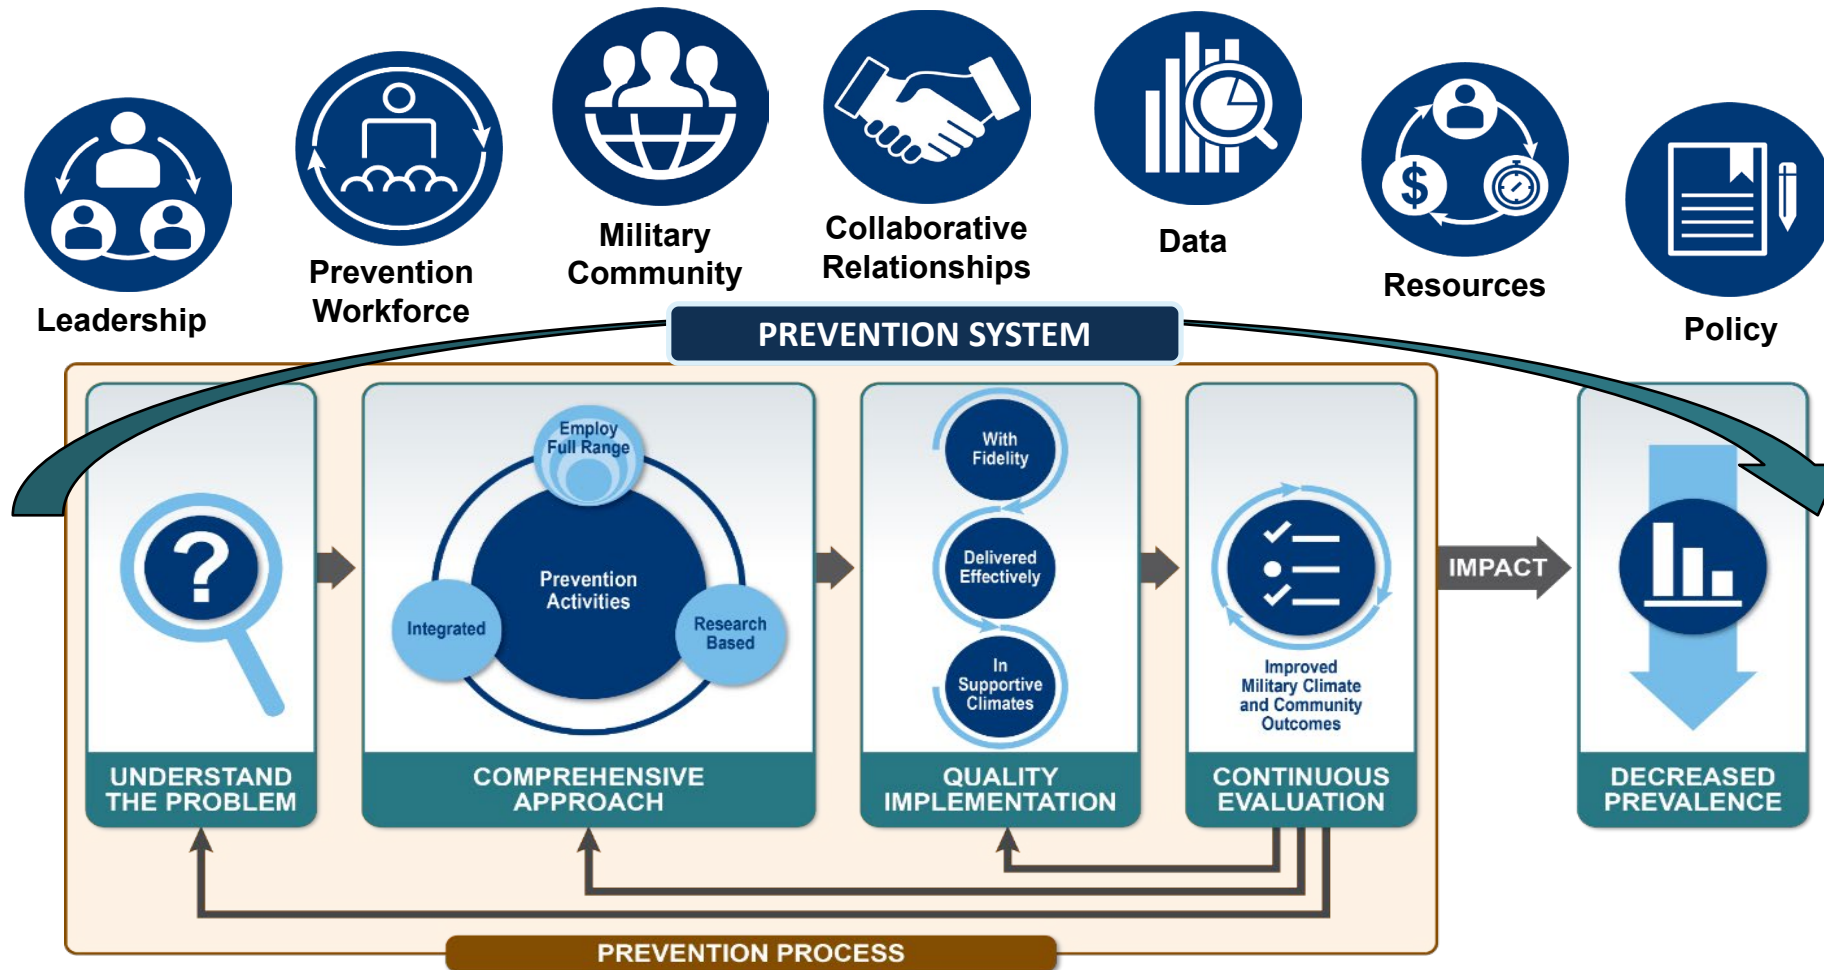 Leadership
Prevention
Workforce
Military
Community
Collaborative
Relationships
Data
$
Resources
Policy
PREVENTION SYSTEM
?
UNDERSTAND
THE PROBLEM
Employ
Full Range
Prevention
Activities
Integrated
Research
Based
COMPREHENSIVE
APPROACH
With
Fidelity
Delivered
Effectively
In
Supportive
Climates
QUALITY
IMPLEMENTATION
Improved
Military Climate
and Community
Outcomes
CONTINUOUS
EVALUATION
IMPACT
DECREASED
PREVALENCE
PREVENTION PROCESS